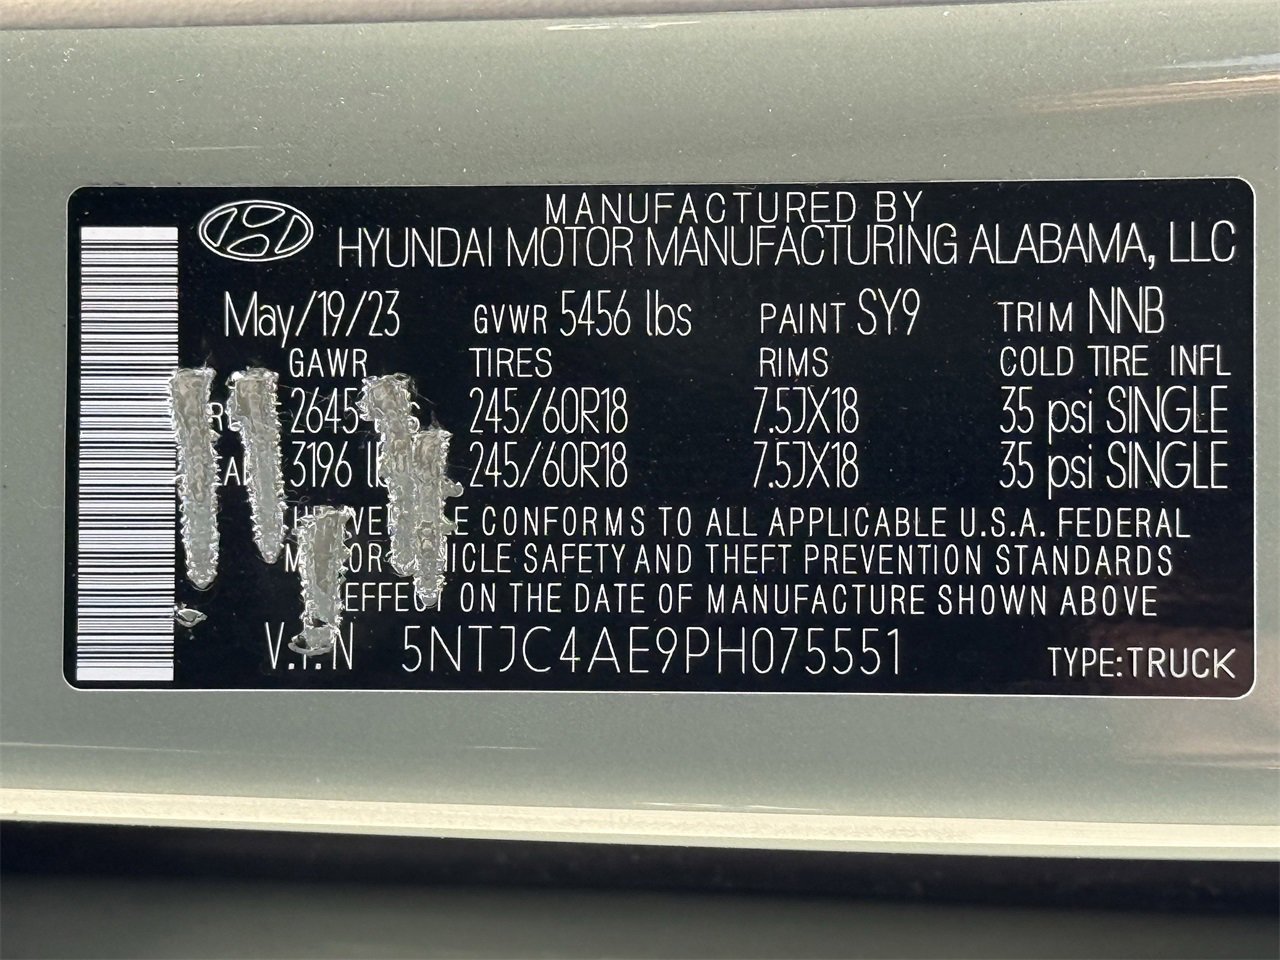 MANUFACTURED BY
HYUNDAI MOTOR MANUFACTURING ALABAMA, LLC
May/19/23 GVWR 5456 lbs PAINT SY9 TRIM NNB
GAWR TIRES RIMS COLD TIRE INFL
2645 245/60R18 7.5JX18 35 psi SINGLE
3196 245/60R18 7.5JX18 35 psi SINGLE
CONFORMS TO ALL APPLICABLE U.S.A. FEDERAL
SAFETY AND THEFT PREVENTION STANDARDS
EFFECT ON THE DATE OF MANUFACTURE SHOWN ABOVE
V.I.N 5NTJC4AE9PH075551 TYPE:TRUCK